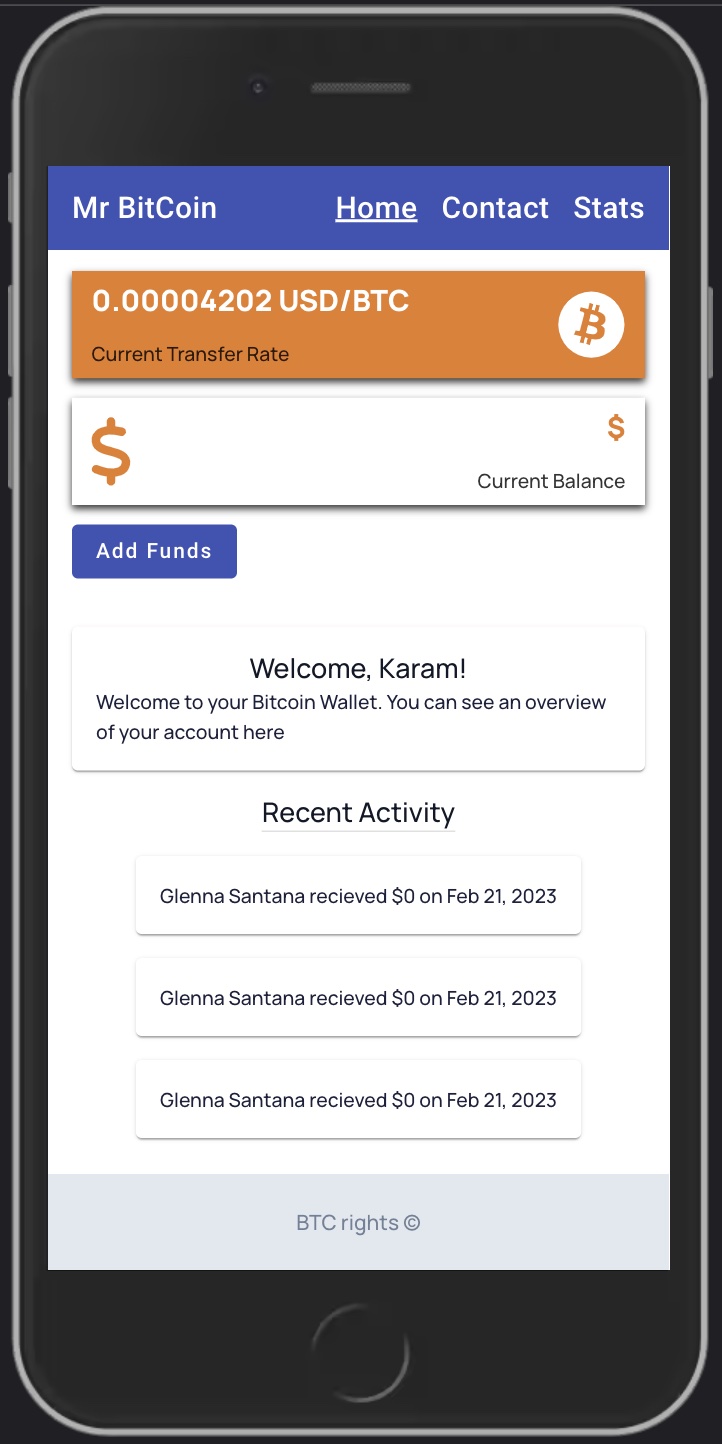 Mr BitCoin Home Contact Stats
0.00004202 USD/BTC
Current Transfer Rate
$
$
Current Balance
Add Funds
Welcome, Karam!
Welcome to your Bitcoin Wallet. You can see an overview
of your account here
Recent Activity
Glenna Santana recieved $0 on Feb 21, 2023
Glenna Santana recieved $0 on Feb 21, 2023
Glenna Santana recieved $0 on Feb 21, 2023
BTC rights ©